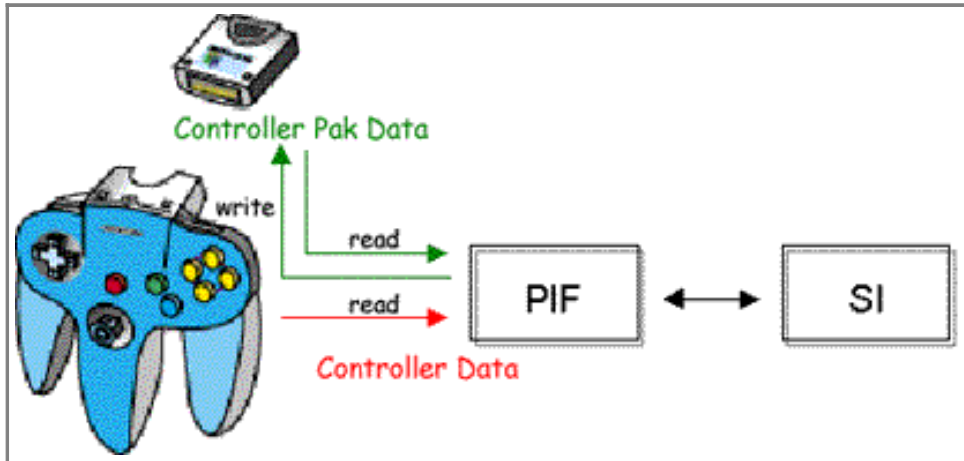 Controller Pak Data
write
read
PIF
SI
read
Controller Data